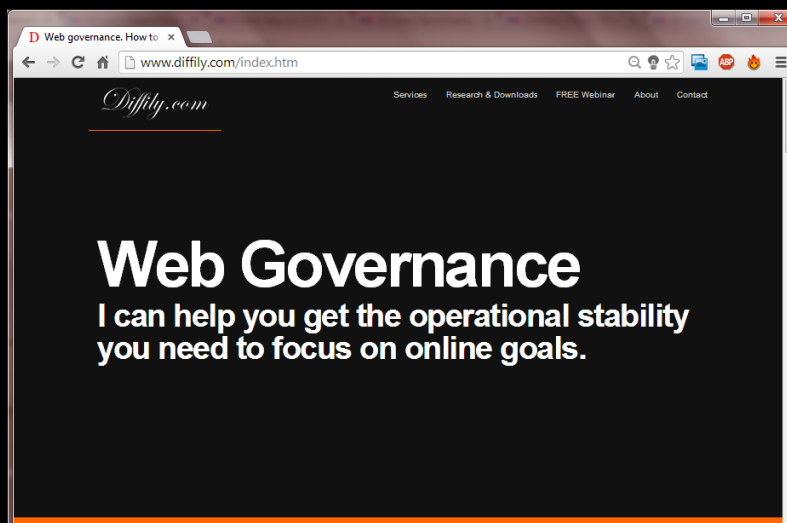 D Web governance. How to
www.diffily.com/index.htm
ABP
Diffily.com
Services Research & Downloads FREE Webinar About Contact
Web Governance
I can help you get the operational stability
you need to focus on online goals.